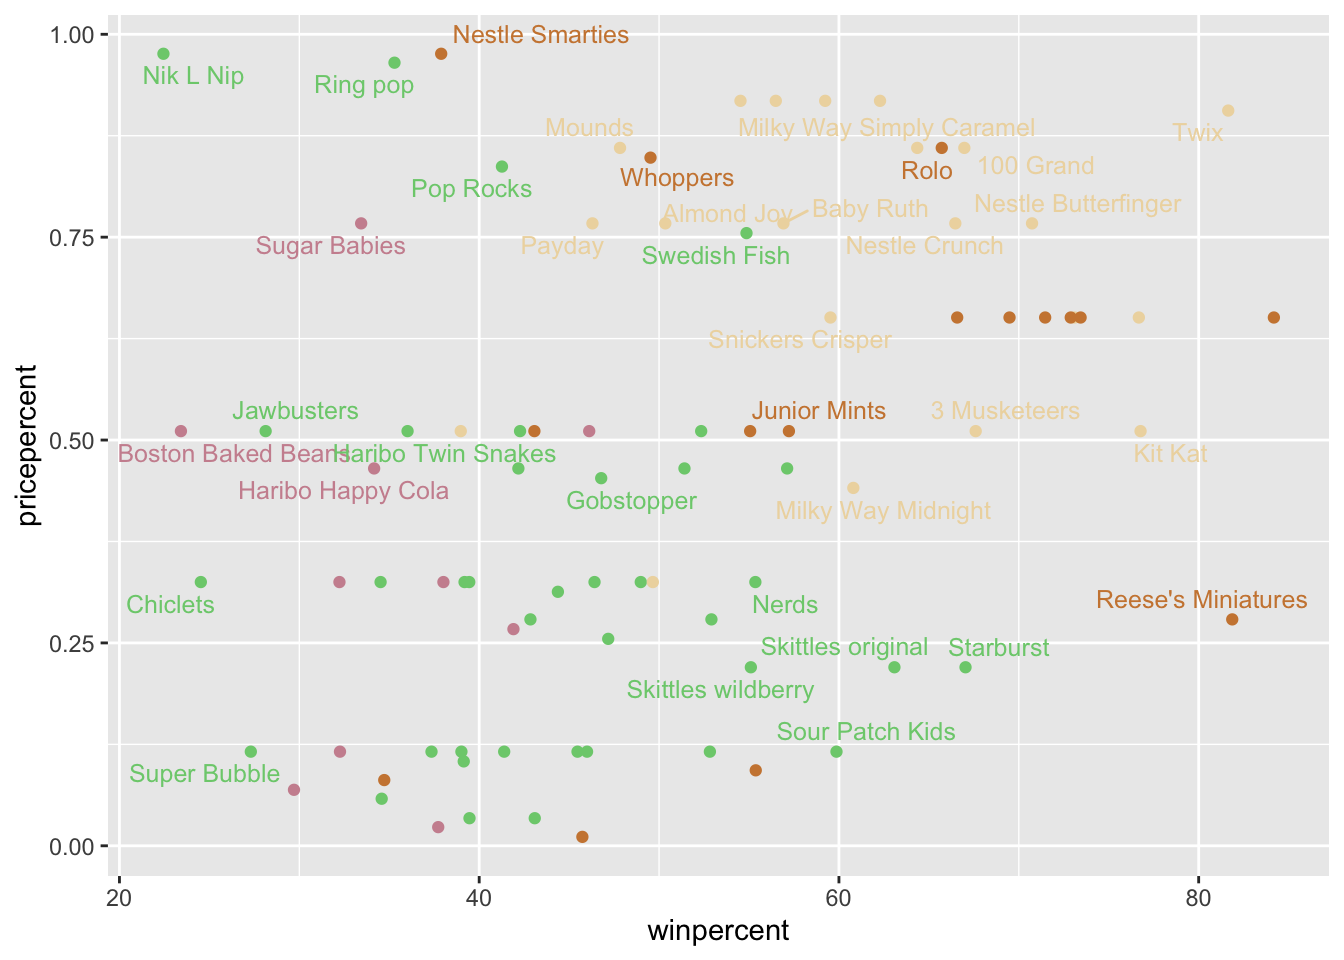 1.00
Nestle Smarties
Nik L Nip
Ring pop
Mounds
Milky Way Simply Caramel
Twix
Whoppers
Rolo
100 Grand
Pop Rocks
Almond Joy
Baby Ruth
Nestle Butterfinger
0.75
Sugar Babies
Payday
Swedish Fish
Nestle Crunch
Snickers Crisper
pricepercent
Jawbusters
Junior Mints
3 Musketeers
0.50
Boston Baked Beans
Haribo Twin Snakes
Kit Kat
Haribo Happy Cola
Gobstopper
Milky Way Midnight
Chiclets
Nerds
Reese's Miniatures
0.25
Skittles original
Starburst
Skittles wildberry
Sour Patch Kids
Super Bubble
0.00
20
40
60
80
winpercent